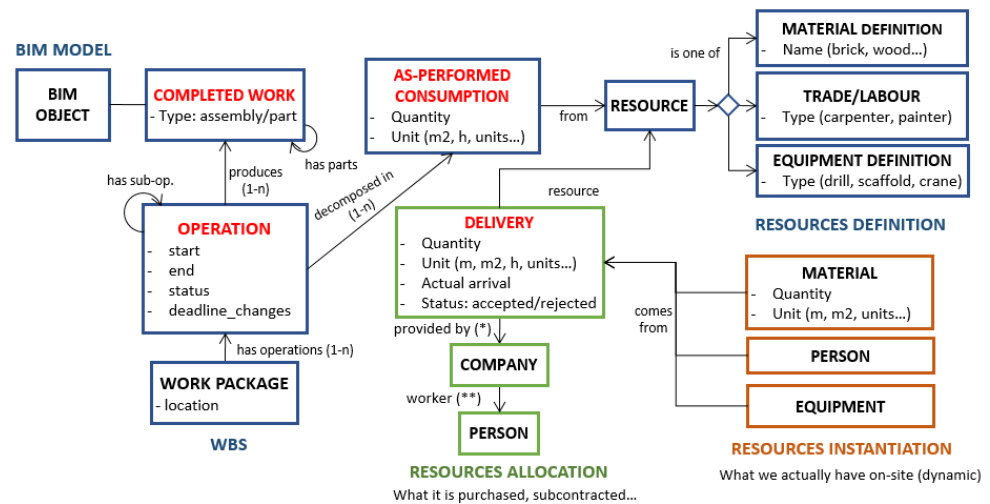 BIM MODEL
BIM
OBJECT
COMPLETED WORK
- Type: assembly/part
has parts
has sub-op.
produces
(1-n)
decomposed in
(1-n)
OPERATION
- start
- end
- status
- deadline_changes
has operations (1-n)
WORK PACKAGE
- location
WBS
AS-PERFORMED
CONSUMPTION
- Quantity
- Unit (m2, h, units...)
from
RESOURCE
is one of
MATERIAL DEFINITION
- Name (brick, wood...)
TRADE/LABOUR
- Type (carpenter, painter)
EQUIPMENT DEFINITION
- Type (drill, scaffold, crane)
RESOURCES DEFINITION
resource
DELIVERY
- Quantity
- Unit (m, m2, h, units...)
- Actual arrival
- Status: accepted/rejected
provided by (*)
COMPANY
worker (**)
PERSON
RESOURCES ALLOCATION
What it is purchased, subcontracted...
comes
from
MATERIAL
- Quantity
- Unit (m, m2, units...)
PERSON
EQUIPMENT
RESOURCES INSTANTIATION
What we actually have on-site (dynamic)